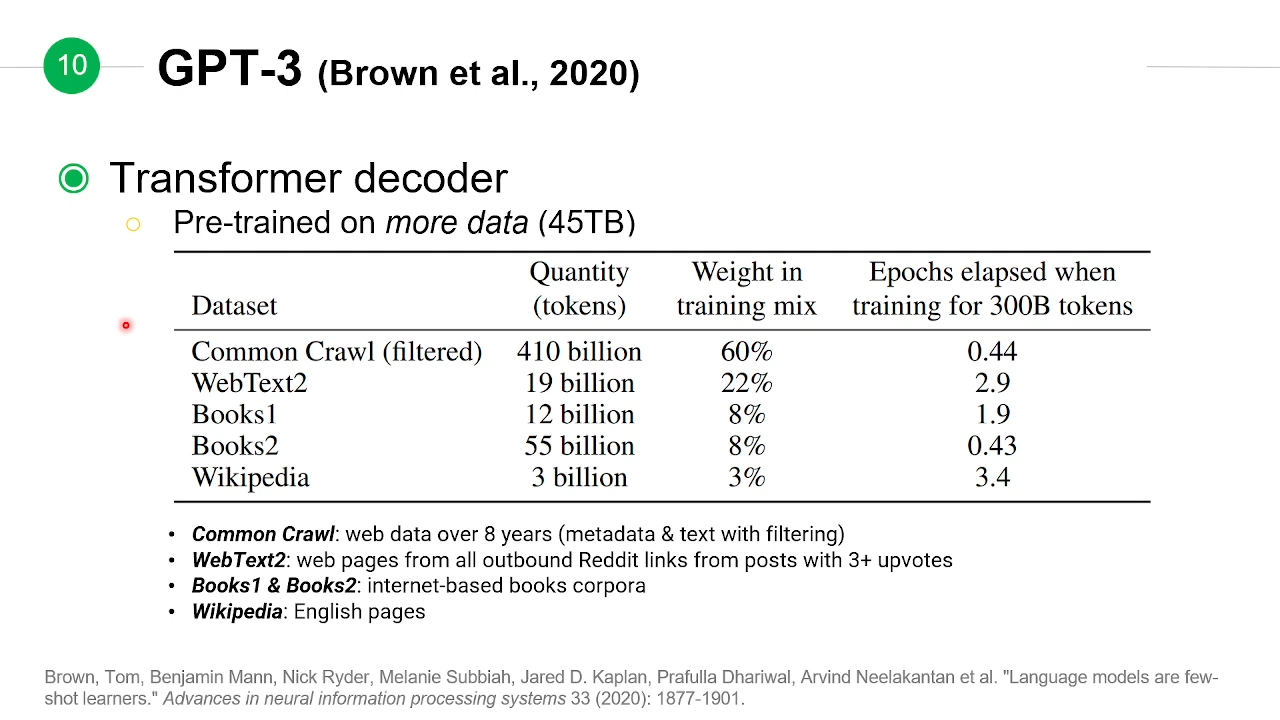 10
GPT-3 (Brown et al., 2020)
Transformer decoder
Pre-trained on more data (45TB)
Dataset Quantity (tokens) Weight in training mix Epochs elapsed when training for 300B tokens
Common Crawl (filtered) 410 billion 60% 0.44
WebText2 19 billion 22% 2.9
Books1 12 billion 8% 1.9
Books2 55 billion 8% 0.43
Wikipedia 3 billion 3% 3.4
• Common Crawl: web data over 8 years (metadata & text with filtering)
• WebText2: web pages from all outbound Reddit links from posts with 3+ upvotes
• Books1 & Books2: internet-based books corpora
• Wikipedia: English pages
Brown, Tom, Benjamin Mann, Nick Ryder, Melanie Subbiah, Jared D. Kaplan, Prafulla Dhariwal, Arvind Neelakantan et al. "Language models are few-
shot learners." Advances in neural information processing systems 33 (2020): 1877-1901.